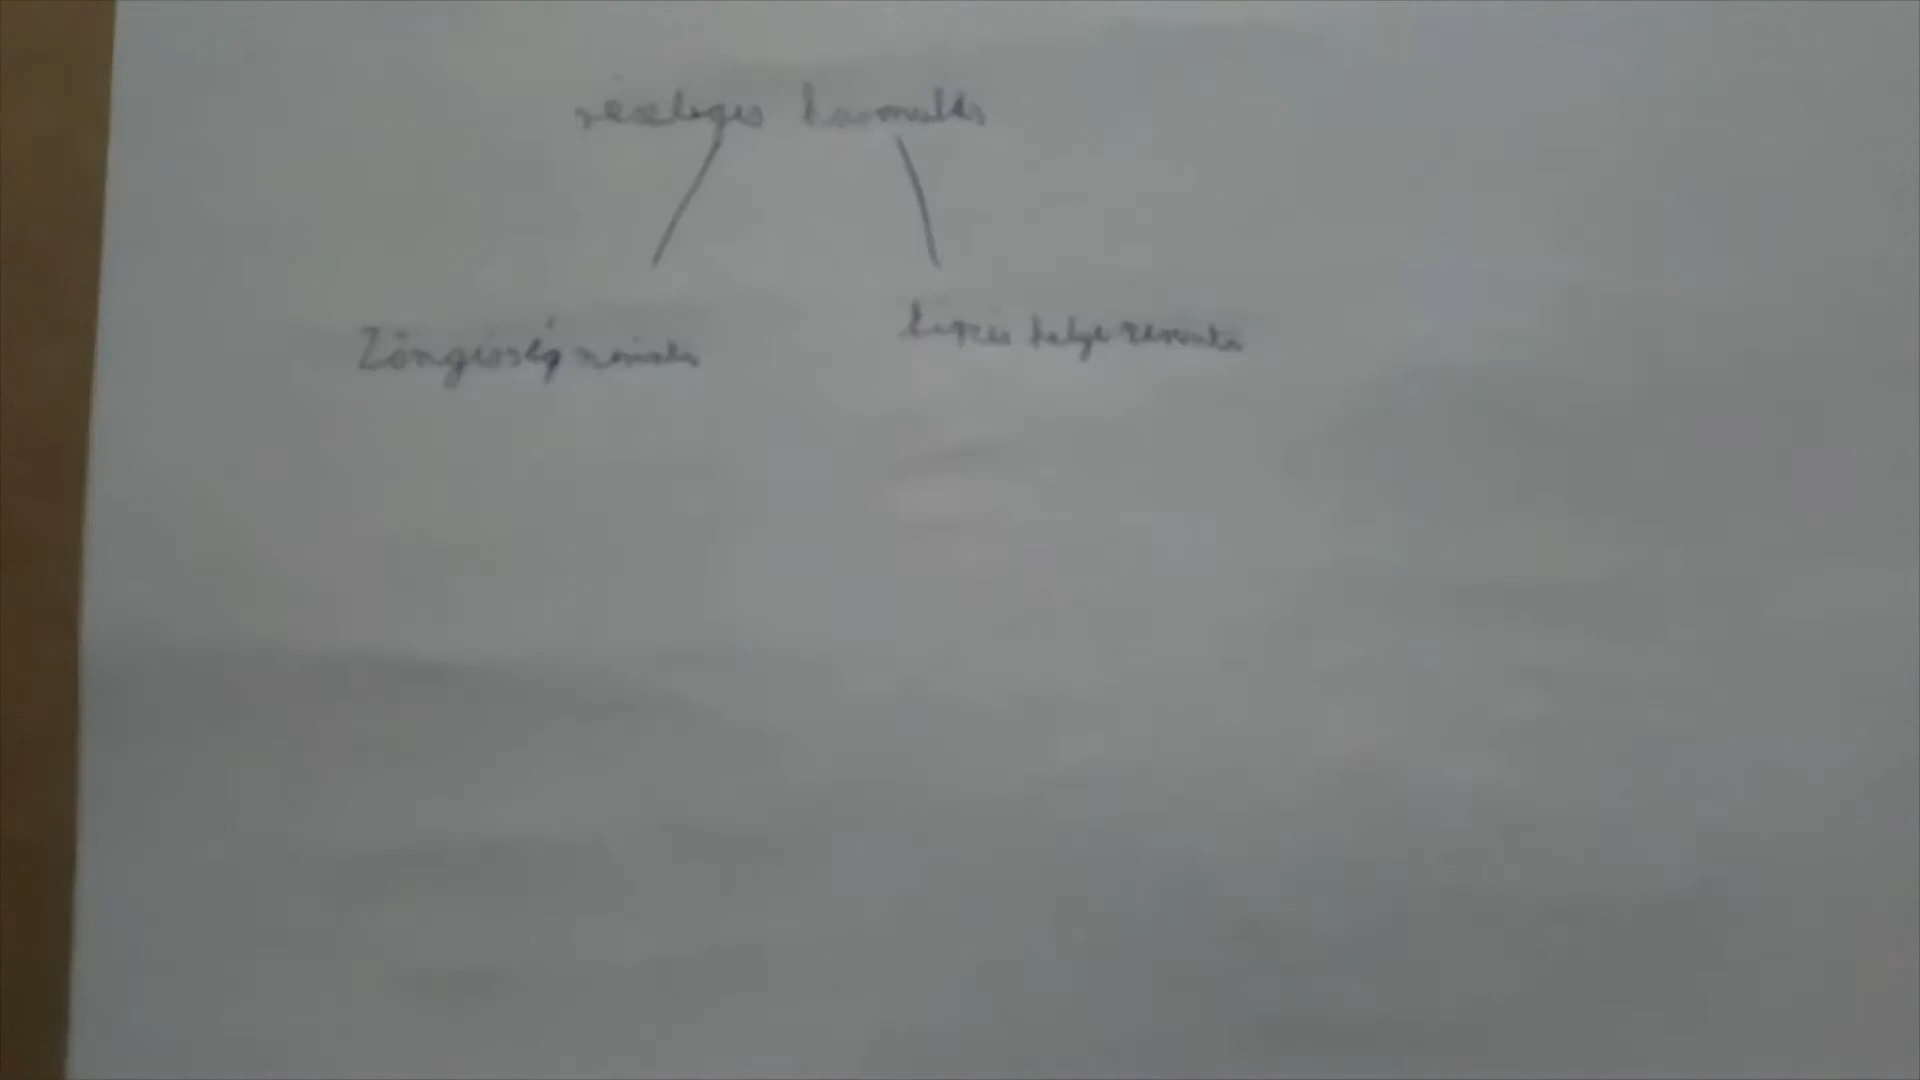 részleges hasonulás
Zöngésség szerinti
képzés helye szerinti